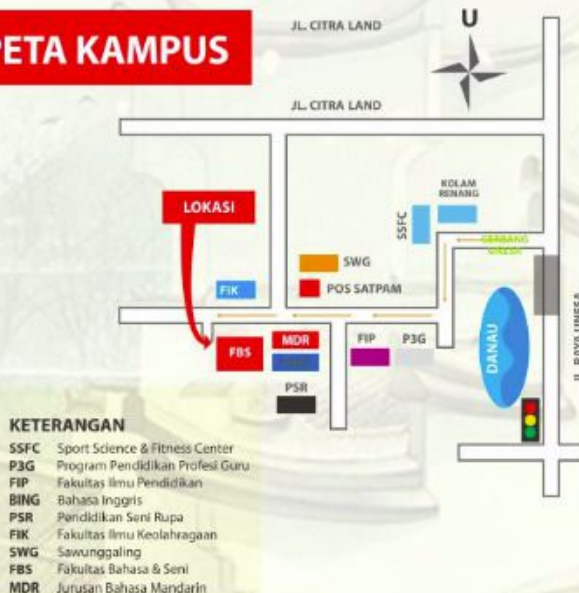 PETA KAMPUS
JL. CITRA LAND
U
JL. CITRA LAND
LOKASI
KOLAM
RENANG
SSFC
GERBANG
SWG
FIK
POS SATPAM
FBS
MDR
FIP
P3G
PSR
DANAU
JL. RAYA UNESA
KETERANGAN
SSFC Sport Science & Fitness Center
P3G Program Pendidikan Profesi Guru
FIP Fakultas Ilmu Pendidikan
BING Bahasa Inggris
PSR Pendidikan Seni Rupa
FIK Fakultas Ilmu Keolahragaan
SWG Sawunggaling
FBS Fakultas Bahasa & Seni
MDR Jurusan Bahasa Mandarin